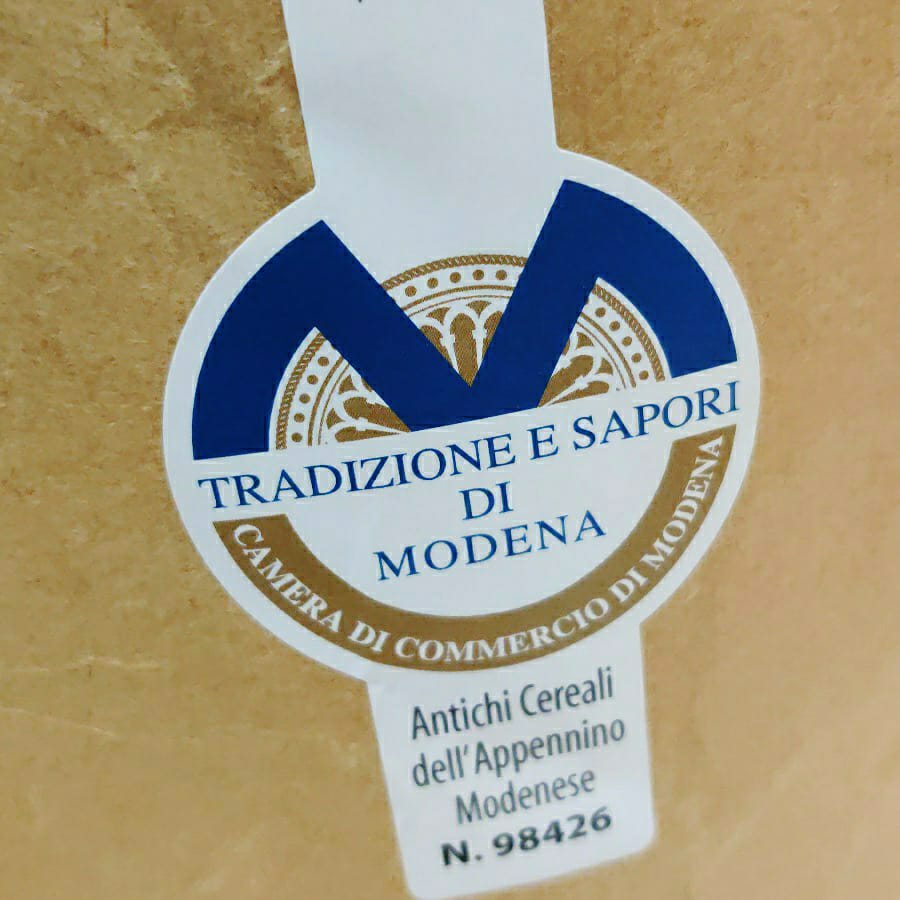 TRADIZIONE E SAPORI
DI
MODENA
CAMERA DI COMMERCIO DI MODENA
Antichi Cereali
dell'Appennino
Modenese
N. 98426